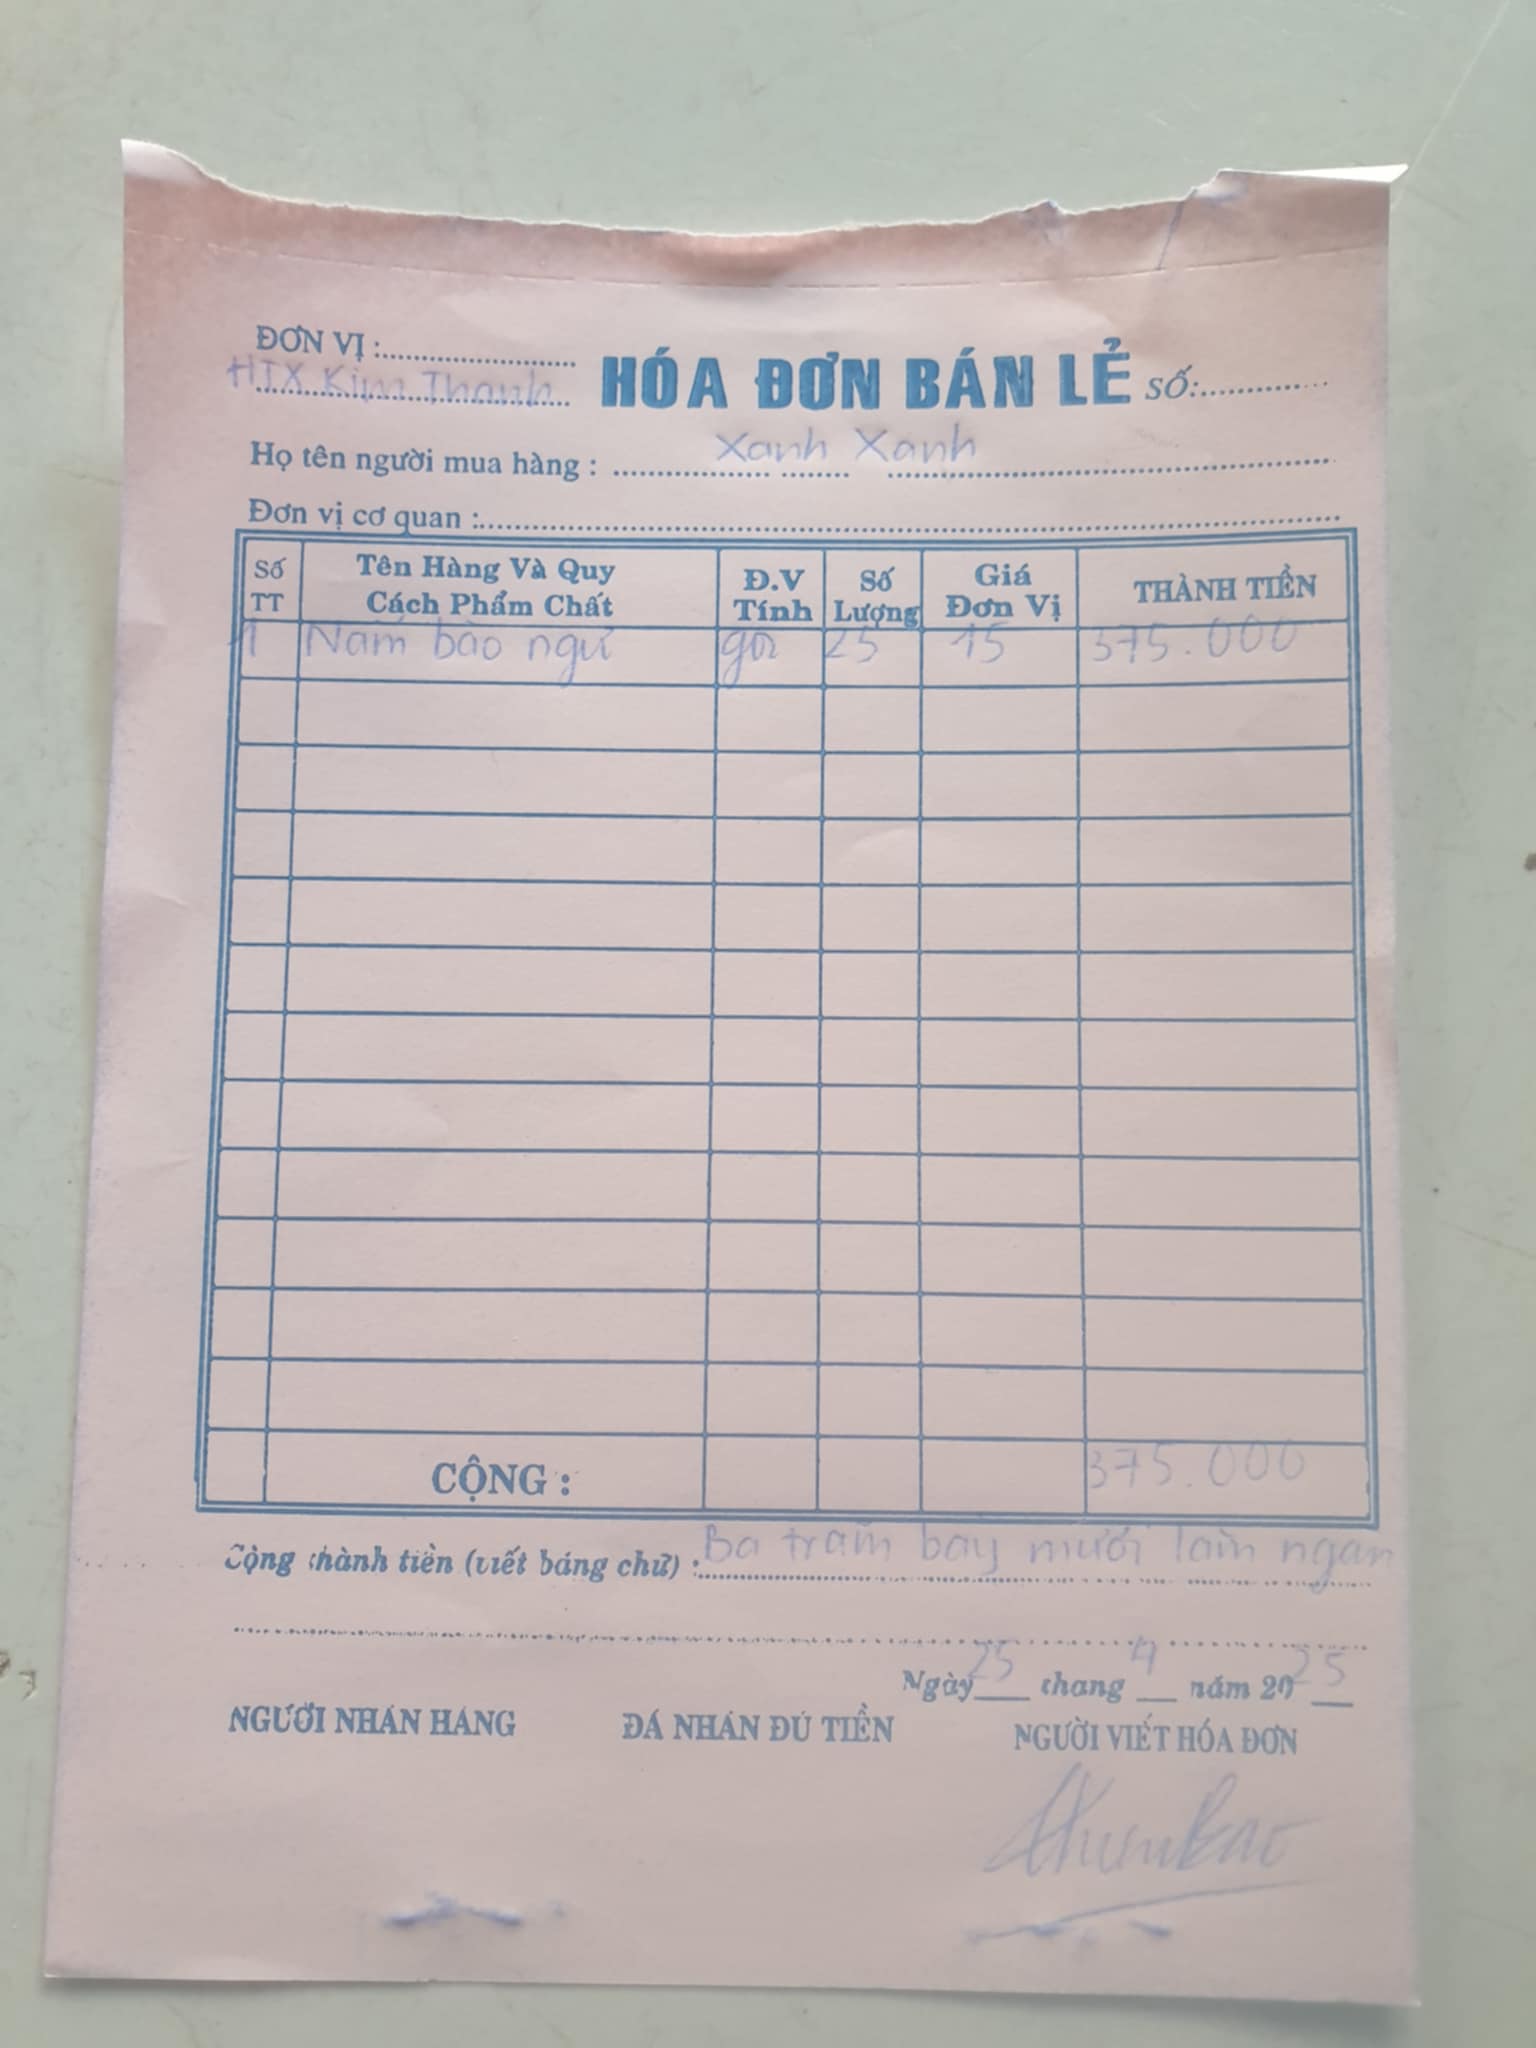 ĐƠN VỊ :
HTX Kim Thanh
HÓA ĐƠN BÁN LẺ SỐ:
Họ tên người mua hàng : Xanh Xanh
Đơn vị cơ quan :
Số TT Tên Hàng Và Quy Cách Phẩm Chất Đ.V Tính Số Lượng Giá Đơn Vị THÀNH TIỀN
1 Nấm bào ngư gói 25 15 375.000
CỘNG : 375.000
Cộng thành tiền (viết bằng chữ) : Ba trăm bảy mươi lăm ngàn
Ngày 25 tháng 4 năm 2025
NGƯỜI NHẬN HÀNG ĐÃ NHẬN ĐỦ TIỀN NGƯỜI VIẾT HÓA ĐƠN